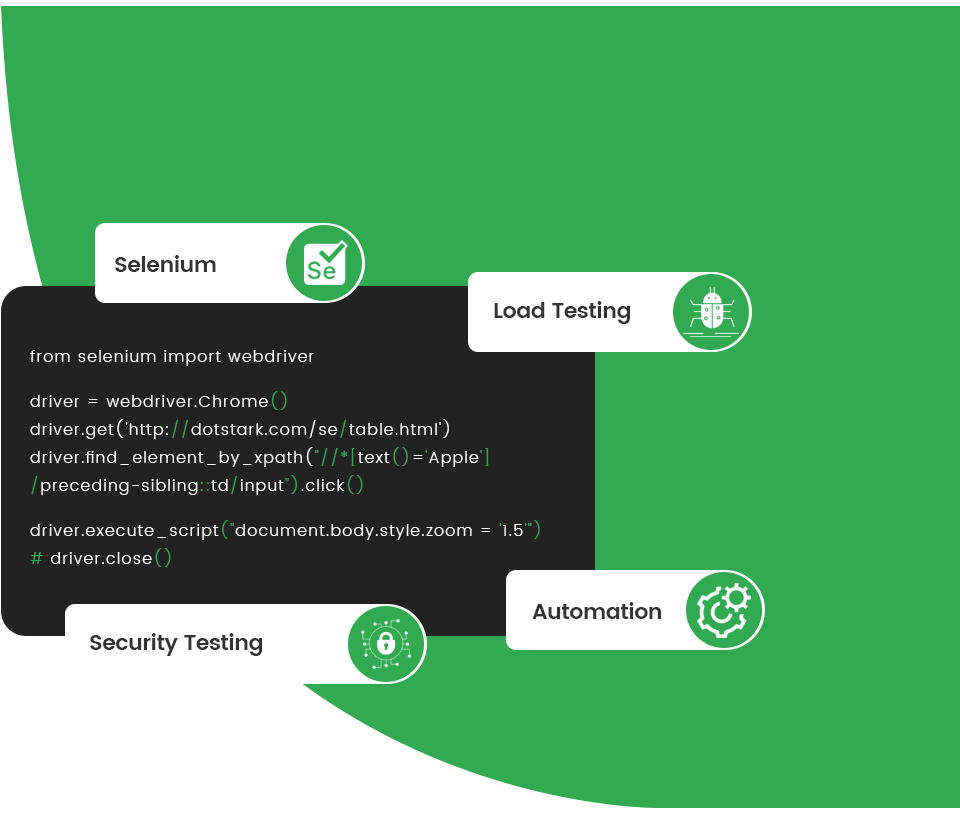 Selenium
Se
Load Testing
from selenium import webdriver
driver = webdriver.Chrome()
driver.get('http://dotstark.com/se/table.html')
driver.find_element_by_xpath("//*[text()='Apple']
/preceding-sibling::td/input").click()
driver.execute_script("document.body.style.zoom = '1.5'")
# driver.close()
Automation
Security Testing